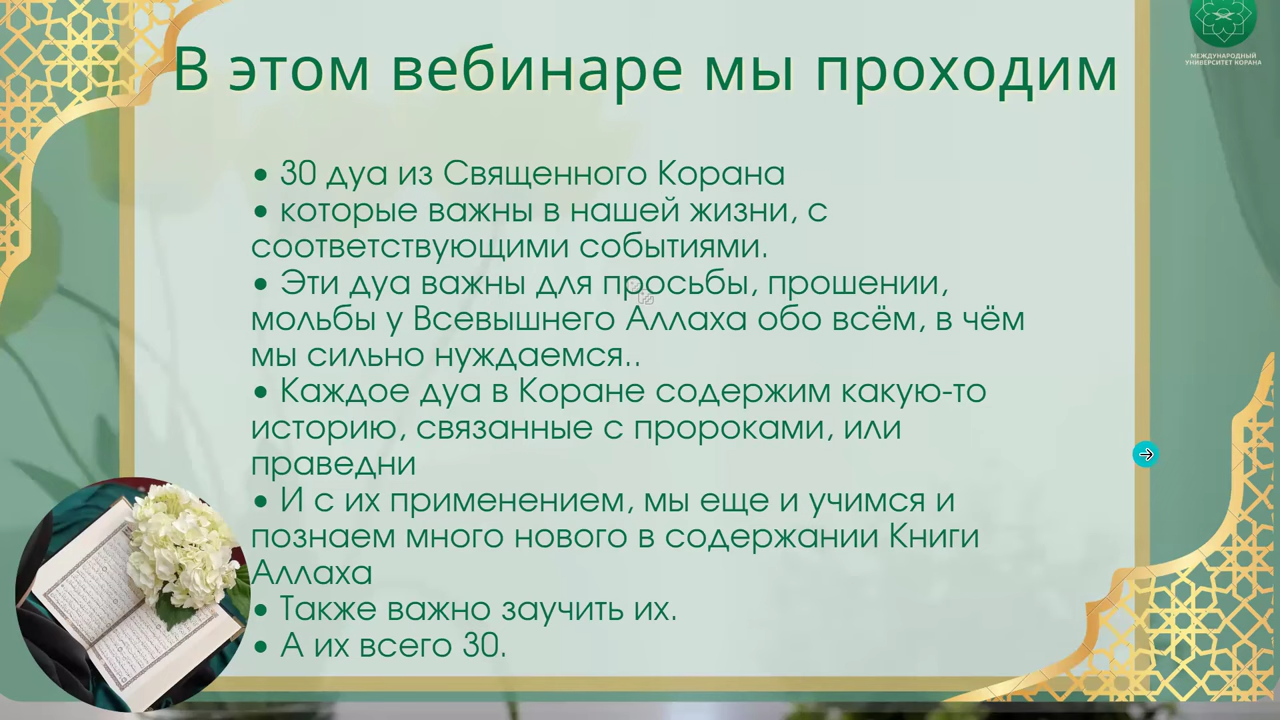 В этом вебинаре мы проходим
МЕЖДУНАРОДНЫЙ
УНИВЕРСИТЕТ КОРАНА
• 30 дуа из Священного Корана
• которые важны в нашей жизни, с
соответствующими событиями.
• Эти дуа важны для просьбы, прошении,
мольбы у Всевышнего Аллаха обо всём, в чём
мы сильно нуждаемся..
• Каждое дуа в Коране содержим какую-то
историю, связанные с пророками, или
праведни
• И с их применением, мы еще и учимся и
познаем много нового в содержании Книги
Аллаха
• Также важно заучить их.
• А их всего 30.